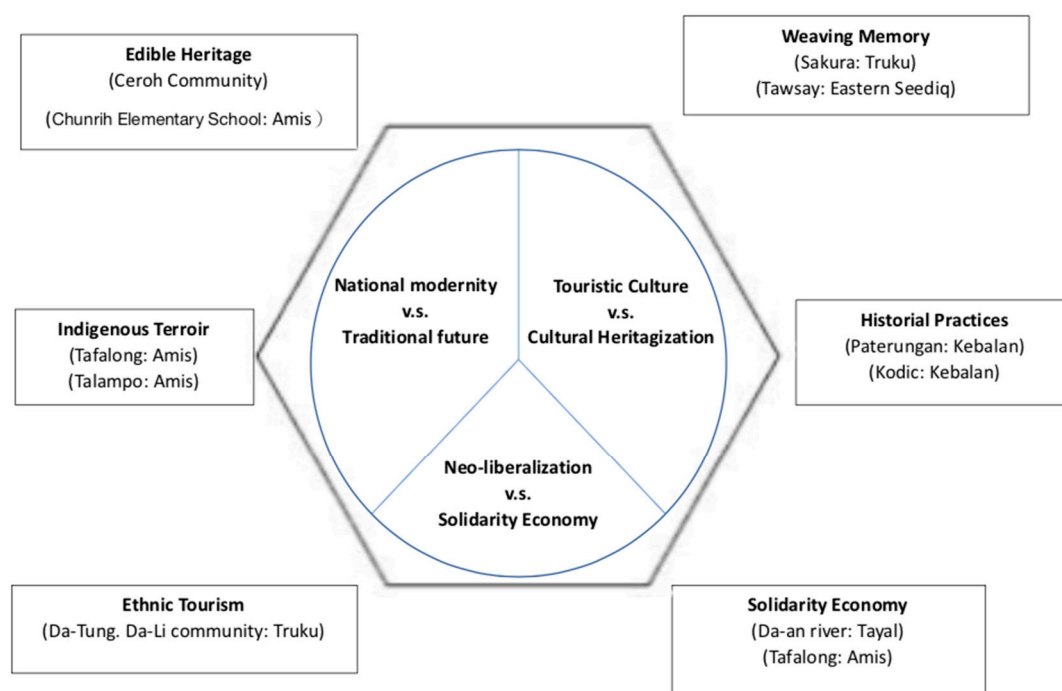 Edible Heritage
(Ceroh Community)
(Chunrih Elementary School: Amis）
Weaving Memory
(Sakura: Truku)
(Tawsay: Eastern Seediq)
National modernity
v.s.
Traditional future
Touristic Culture
v.s.
Cultural Heritagization
Indigenous Terroir
(Tafalong: Amis)
(Talampo: Amis)
Historial Practices
(Paterungan: Kebalan)
(Kodic: Kebalan)
Neo-liberalization
v.s.
Solidarity Economy
Ethnic Tourism
(Da-Tung. Da-Li community: Truku)
Solidarity Economy
(Da-an river: Tayal)
(Tafalong: Amis)